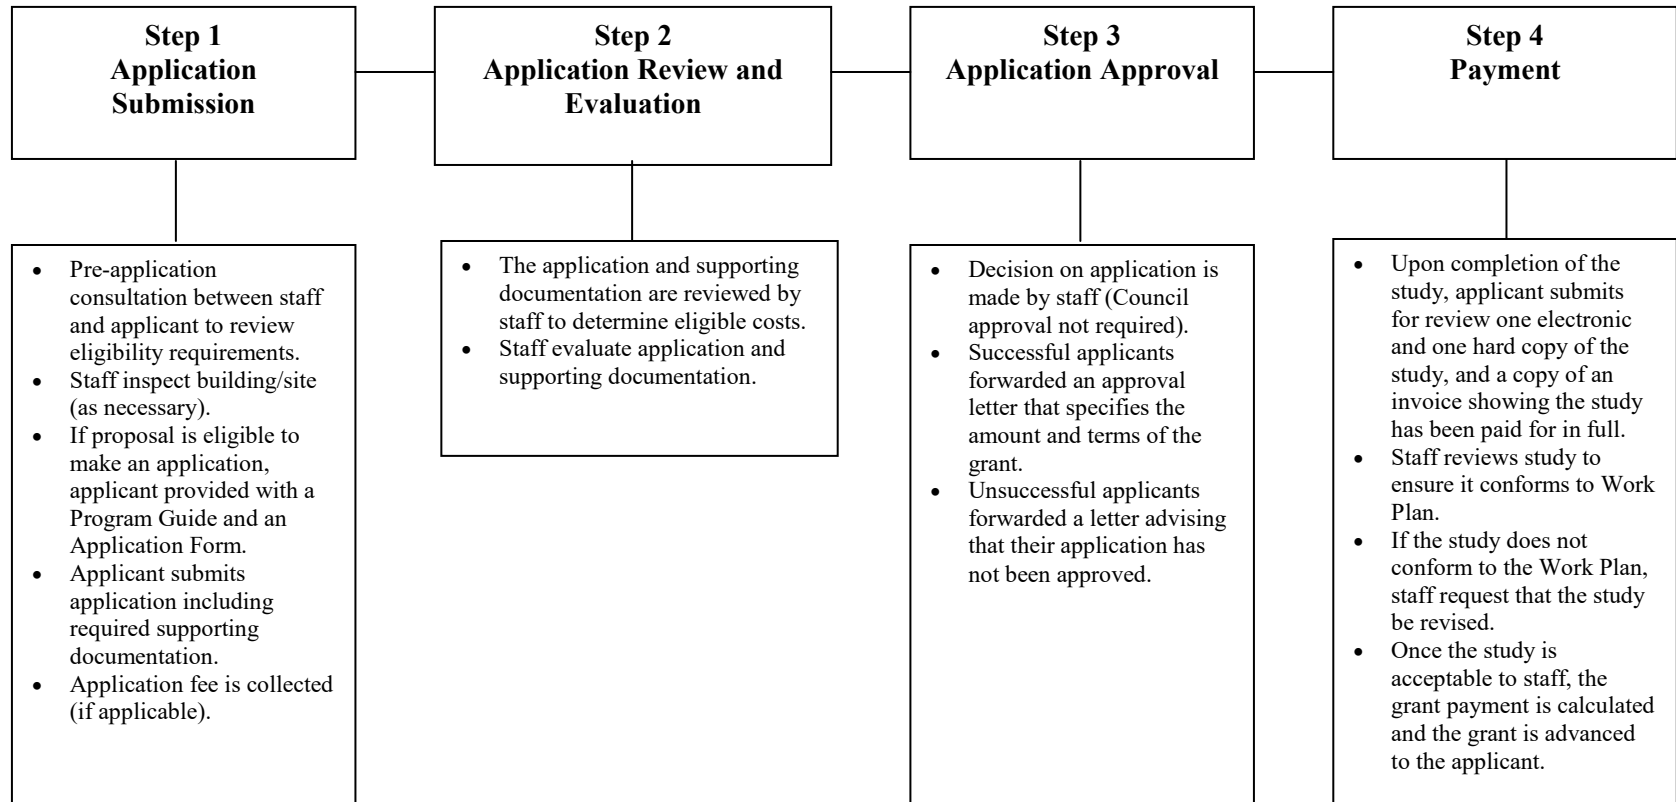 Step 1
Application
Submission
Step 2
Application Review and
Evaluation
Step 3
Application Approval
Step 4
Payment
• Pre-application
consultation between staff
and applicant to review
eligibility requirements.
• Staff inspect building/site
(as necessary).
• If proposal is eligible to
make an application,
applicant provided with a
Program Guide and an
Application Form.
• Applicant submits
application including
required supporting
documentation.
• Application fee is collected
(if applicable).
• The application and supporting
documentation are reviewed by
staff to determine eligible costs.
• Staff evaluate application and
supporting documentation.
• Decision on application is
made by staff (Council
approval not required).
• Successful applicants
forwarded an approval
letter that specifies the
amount and terms of the
grant.
• Unsuccessful applicants
forwarded a letter advising
that their application has
not been approved.
• Upon completion of the
study, applicant submits
for review one electronic
and one hard copy of the
study, and a copy of an
invoice showing the study
has been paid for in full.
• Staff reviews study to
ensure it conforms to Work
Plan.
• If the study does not
conform to the Work Plan,
staff request that the study
be revised.
• Once the study is
acceptable to staff, the
grant payment is calculated
and the grant is advanced
to the applicant.